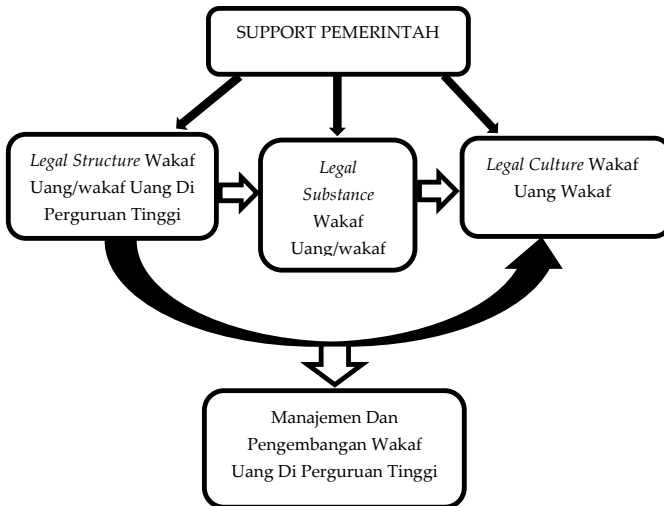 SUPPORT PEMERINTAH
Legal Structure Wakaf
Uang/wakaf Uang Di
Perguruan Tinggi
Legal
Substance
Wakaf
Uang/wakaf
Legal Culture Wakaf
Uang Wakaf
Manajemen Dan
Pengembangan Wakaf
Uang Di Perguruan Tinggi